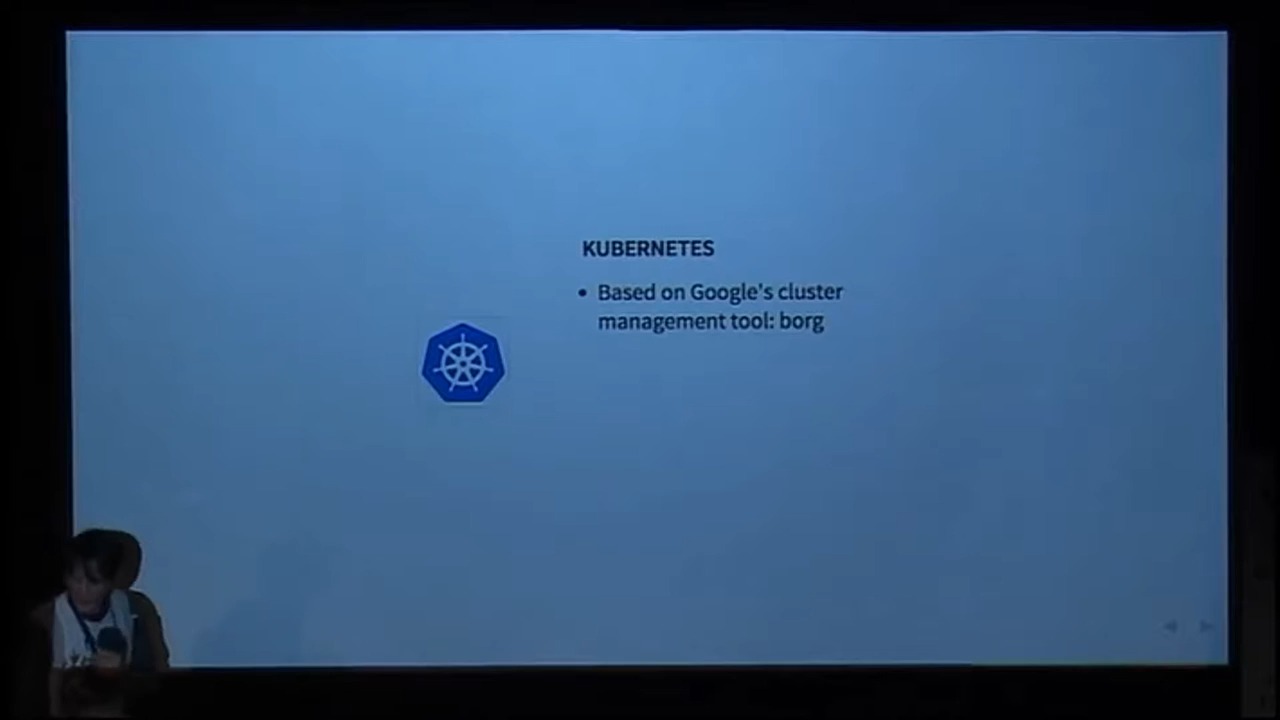 KUBERNETES
• Based on Google's cluster
management tool: borg